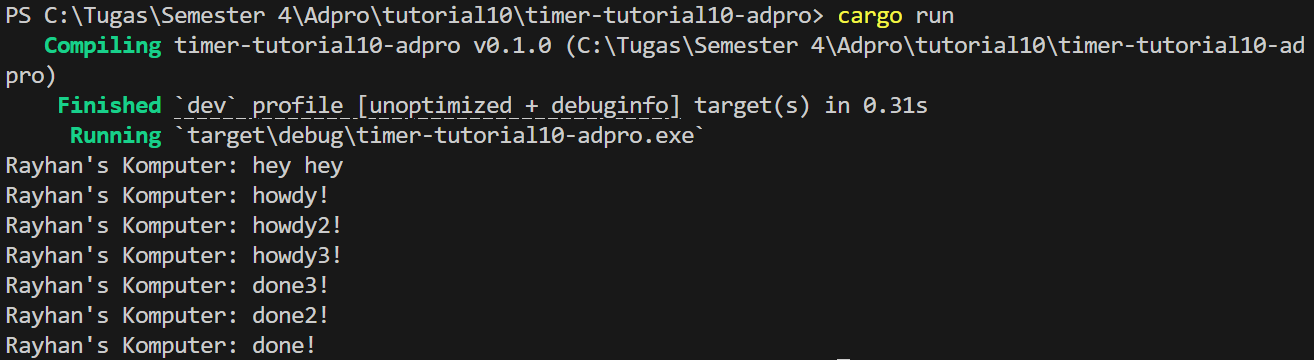 PS C:\Tugas\Semester 4\Adpro\tutorial10\timer-tutorial10-adpro> cargo run
   Compiling timer-tutorial10-adpro v0.1.0 (C:\Tugas\Semester 4\Adpro\tutorial10\timer-tutorial10-ad
pro)
    Finished `dev` profile [unoptimized + debuginfo] target(s) in 0.31s
     Running `target\debug\timer-tutorial10-adpro.exe`
Rayhan's Komputer: hey hey
Rayhan's Komputer: howdy!
Rayhan's Komputer: howdy2!
Rayhan's Komputer: howdy3!
Rayhan's Komputer: done3!
Rayhan's Komputer: done2!
Rayhan's Komputer: done!